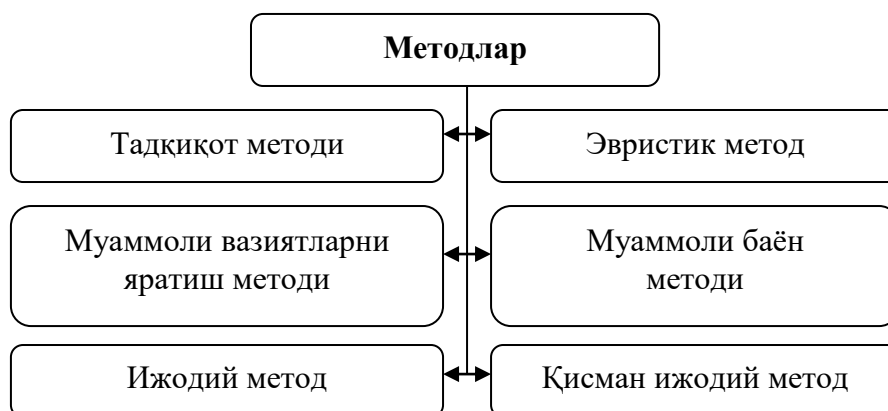 Методлар
Тадқиқот методи
Эвристик метод
Муаммоли вазиятларни
яратиш методи
Муаммоли баён
методи
Ижодий метод
Қисман ижодий метод